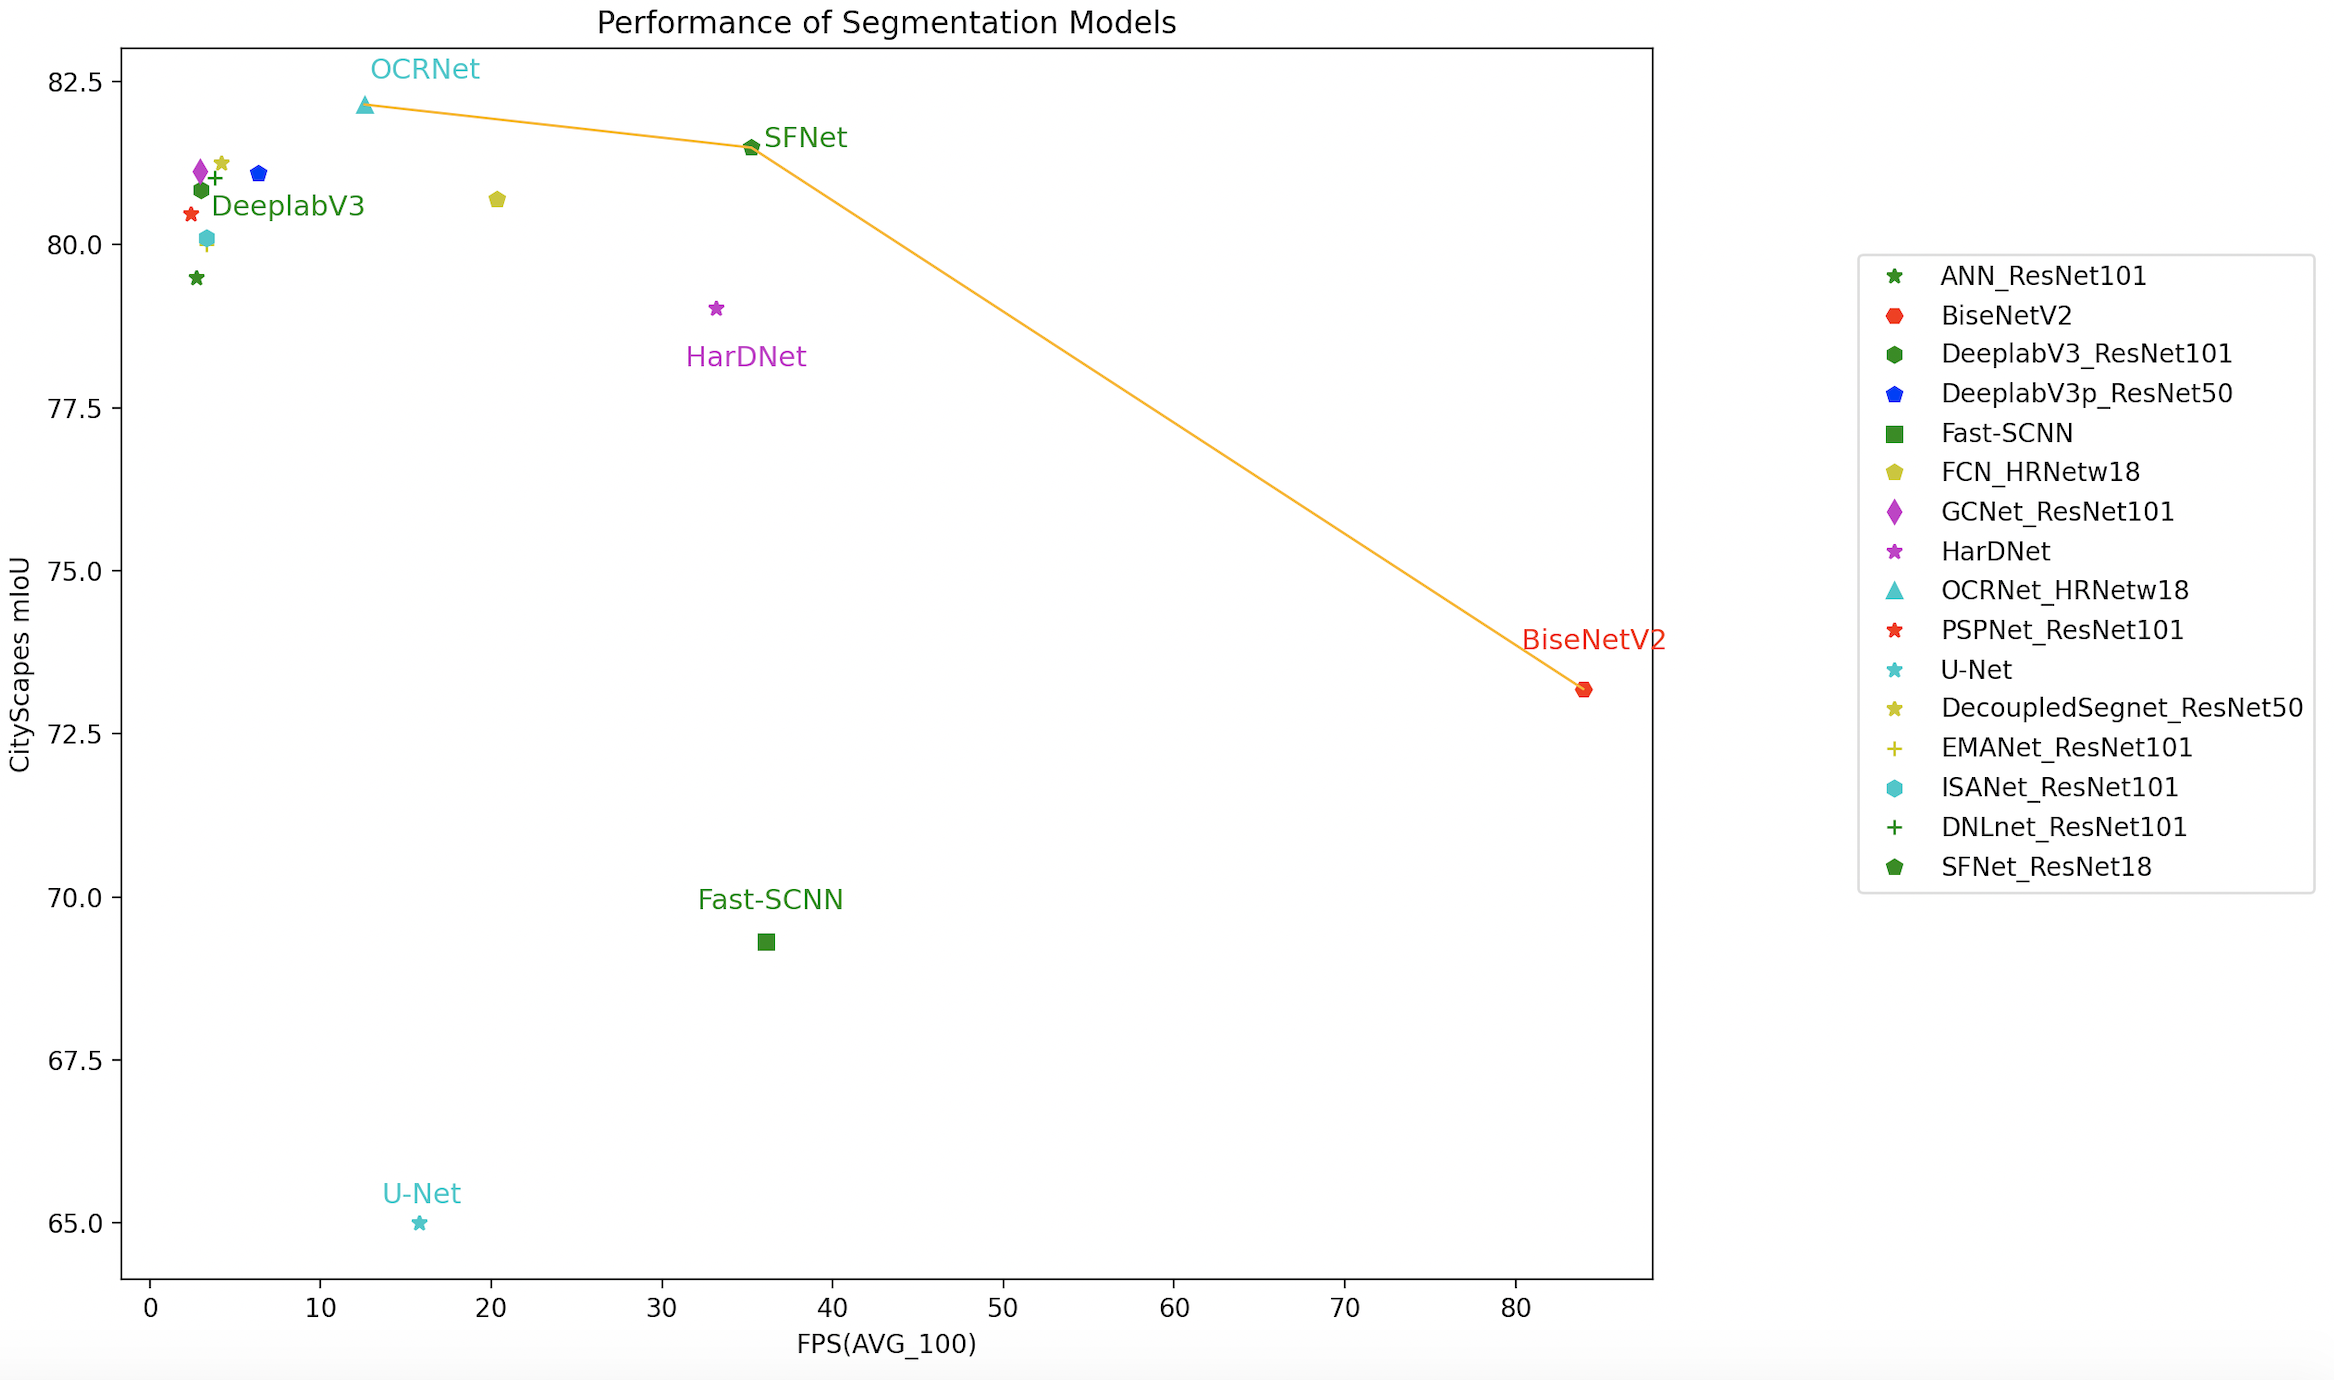 Performance of Segmentation Models
82.5
80.0
77.5
75.0
72.5
70.0
67.5
65.0
CityScapes mIoU
OCRNet
SFNet
DeeplabV3
HarDNet
BiseNetV2
Fast-SCNN
U-Net
0 10 20 30 40 50 60 70 80
FPS(AVG_100)
ANN_ResNet101
BiseNetV2
DeeplabV3_ResNet101
DeeplabV3p_ResNet50
Fast-SCNN
FCN_HRNetw18
GCNet_ResNet101
HarDNet
OCRNet_HRNetw18
PSPNet_ResNet101
U-Net
DecoupledSegnet_ResNet50
EMANet_ResNet101
ISANet_ResNet101
DNLnet_ResNet101
SFNet_ResNet18